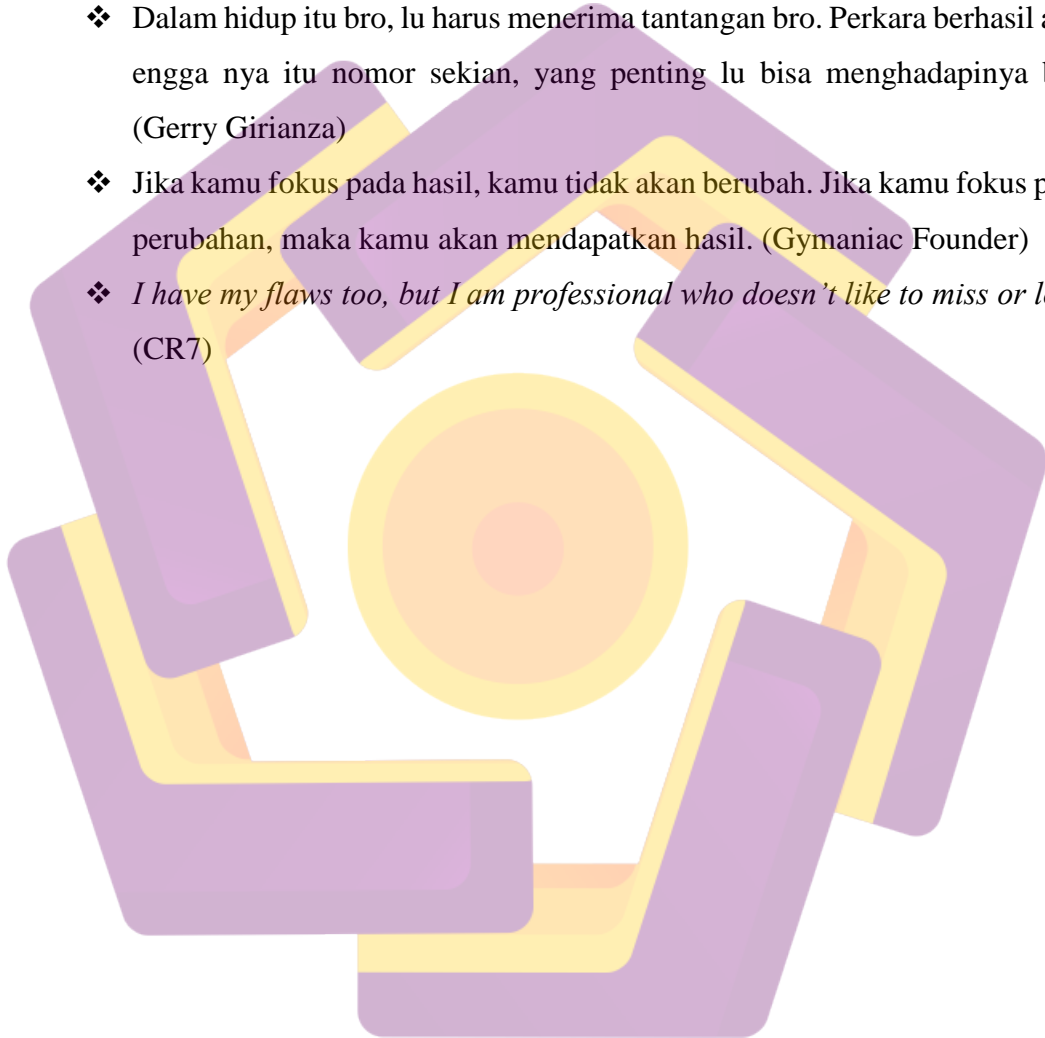 ❖ Dalam hidup itu bro, lu harus menerima tantangan bro. Perkara berhasil
engga nya itu nomor sekian, yang penting lu bisa menghadapinya
(Gerry Girianza)
❖ Jika kamu fokus pada hasil, kamu tidak akan berubah. Jika kamu fokus
perubahan, maka kamu akan mendapatkan hasil. (Gymaniac Founder)
❖ I have my flaws too, but I am professional who doesn’t like to miss or
(CR7)